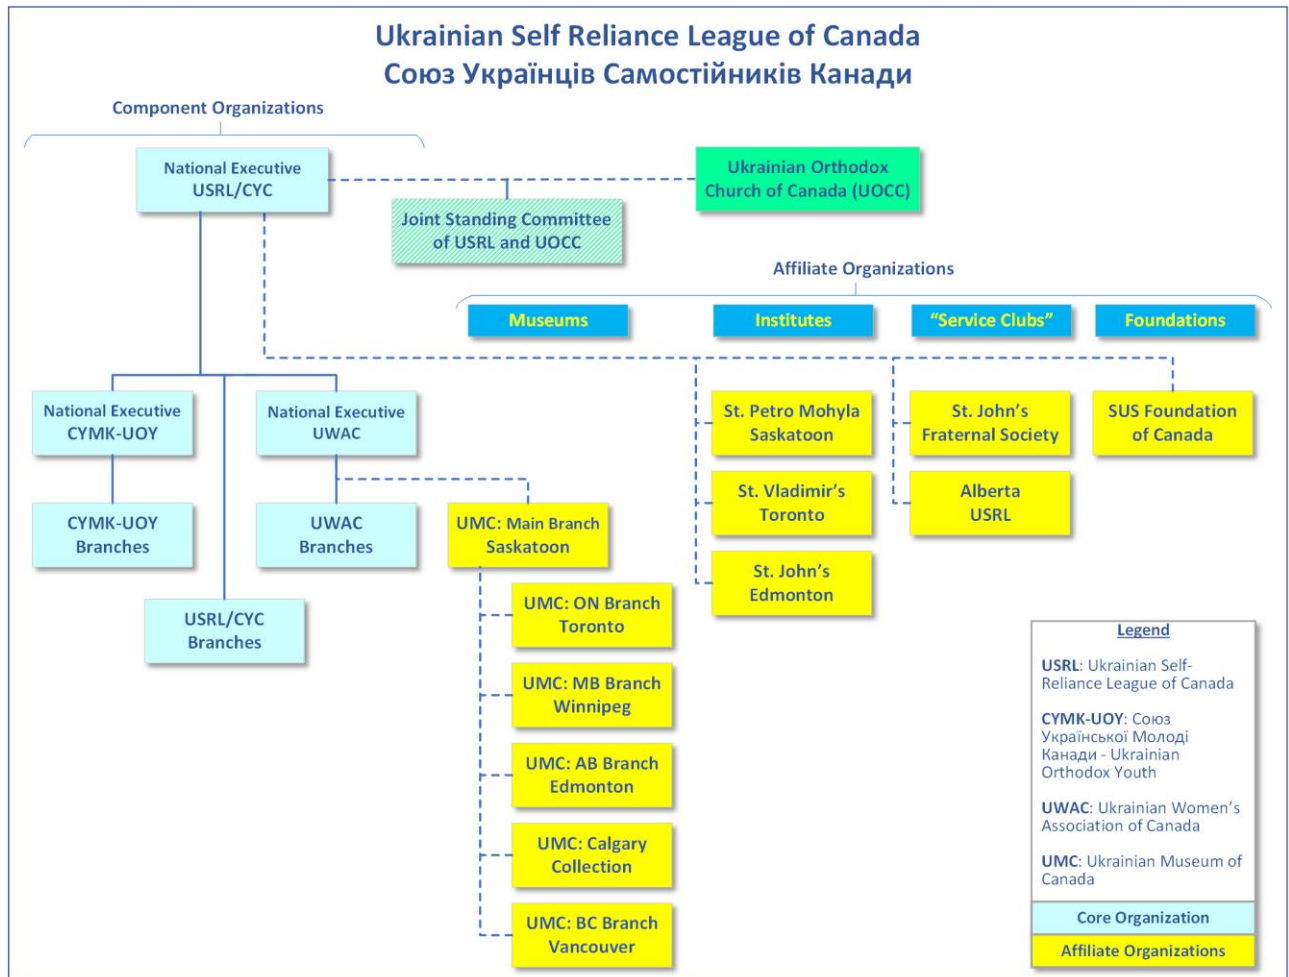 Ukrainian Self Reliance League of Canada
Союз Українців Самостійників Канади
Component Organizations
National Executive
USRL/CYC
Ukrainian Orthodox
Church of Canada (UOCC)
Joint Standing Committee
of USRL and UOCC
Affiliate Organizations
Museums
Institutes
“Service Clubs”
Foundations
National Executive
CYMK-UOY
National Executive
UWAC
St. Petro Mohyla
Saskatoon
St. John’s
Fraternal Society
SUS Foundation
of Canada
CYMK-UOY
Branches
UWAC
Branches
UMC: Main Branch
Saskatoon
St. Vladimir’s
Toronto
Alberta
USRL
St. John’s
Edmonton
USRL/CYC
Branches
UMC: ON Branch
Toronto
UMC: MB Branch
Winnipeg
UMC: AB Branch
Edmonton
UMC: Calgary
Collection
UMC: BC Branch
Vancouver
Legend
USRL: Ukrainian Self-
Reliance League of Canada
CYMK-UOY: Союз
Української Молоді
Канади - Ukrainian
Orthodox Youth
UWAC: Ukrainian Women’s
Association of Canada
UMC: Ukrainian Museum of
Canada
Core Organization
Affiliate Organizations